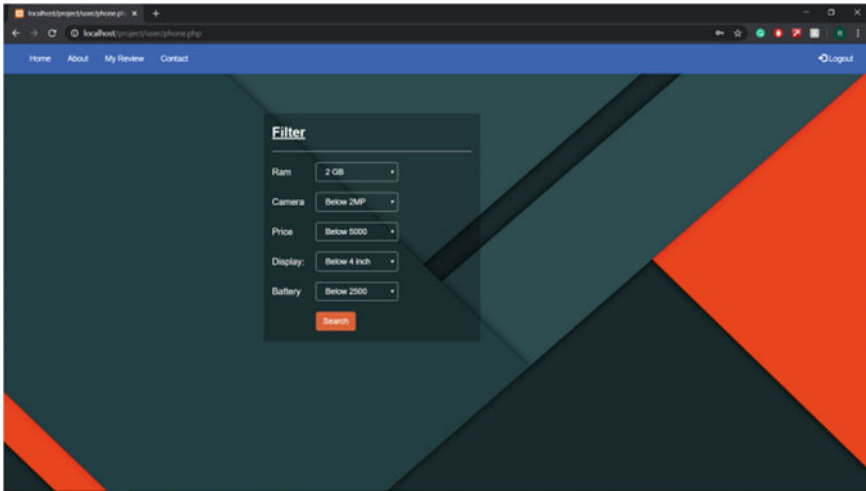 localhost/project/user/phone.ph
localhost/project/user/phone.php
Home About My Review Contact Logout
Filter
Ram 2 GB
Camera Below 2MP
Price Below 5000
Display: Below 4 inch
Battery Below 2500
Search